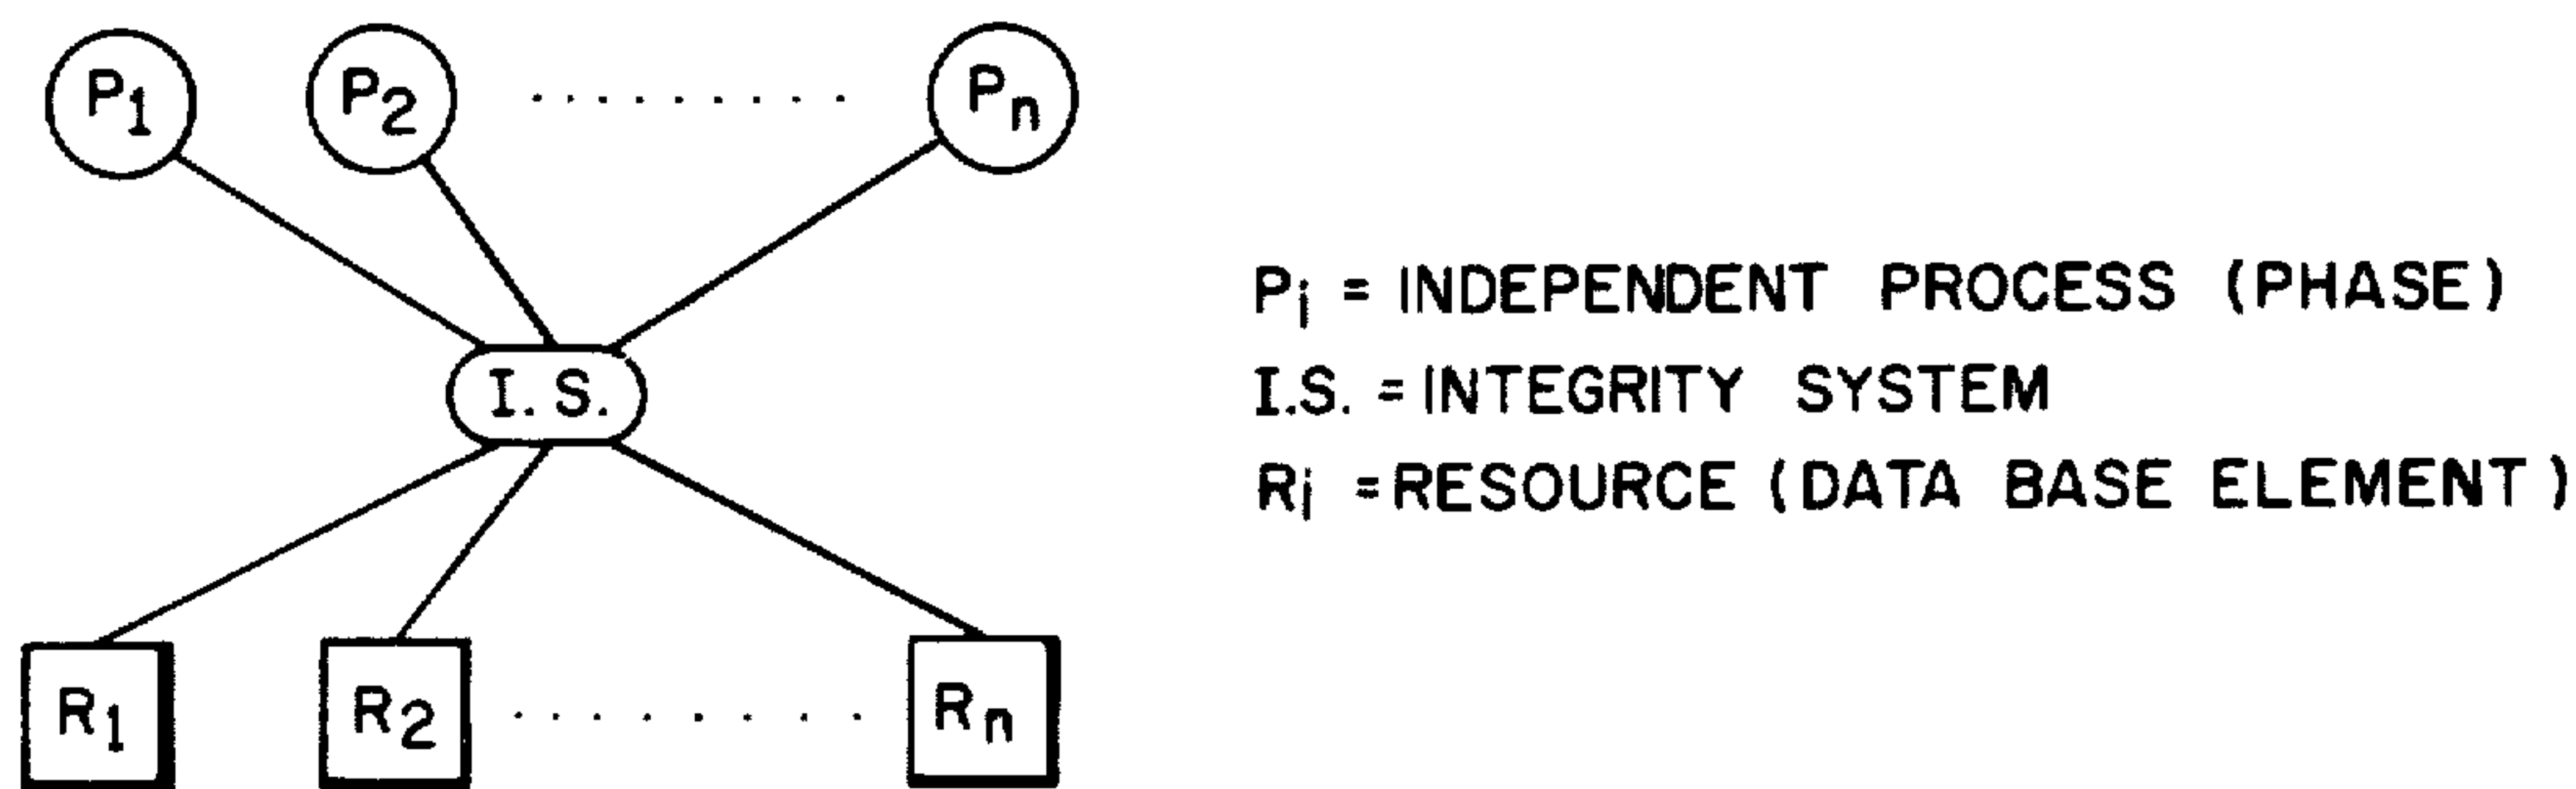 P1 P2 ......... Pn
I.S.
R1 R2 ........ Rn
Pi = INDEPENDENT PROCESS (PHASE)
I.S. = INTEGRITY SYSTEM
Ri = RESOURCE (DATA BASE ELEMENT)